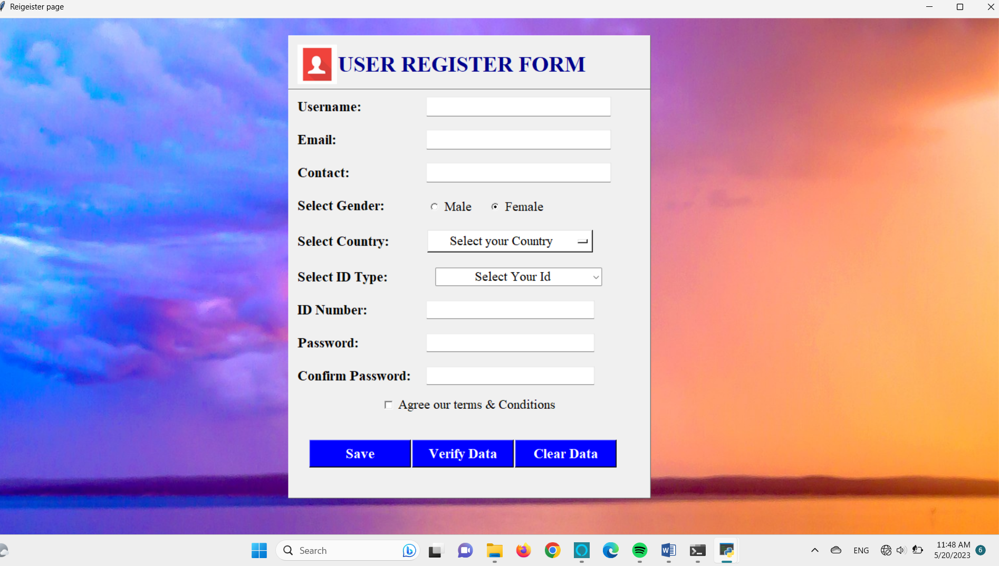 Reigeister page
USER REGISTER FORM
Username:
Email:
Contact:
Select Gender: Male Female
Select Country: Select your Country
Select ID Type: Select Your Id
ID Number:
Password:
Confirm Password:
Agree our terms & Conditions
Save Verify Data Clear Data
Search ENG 11:48 AM
5/20/2023 6